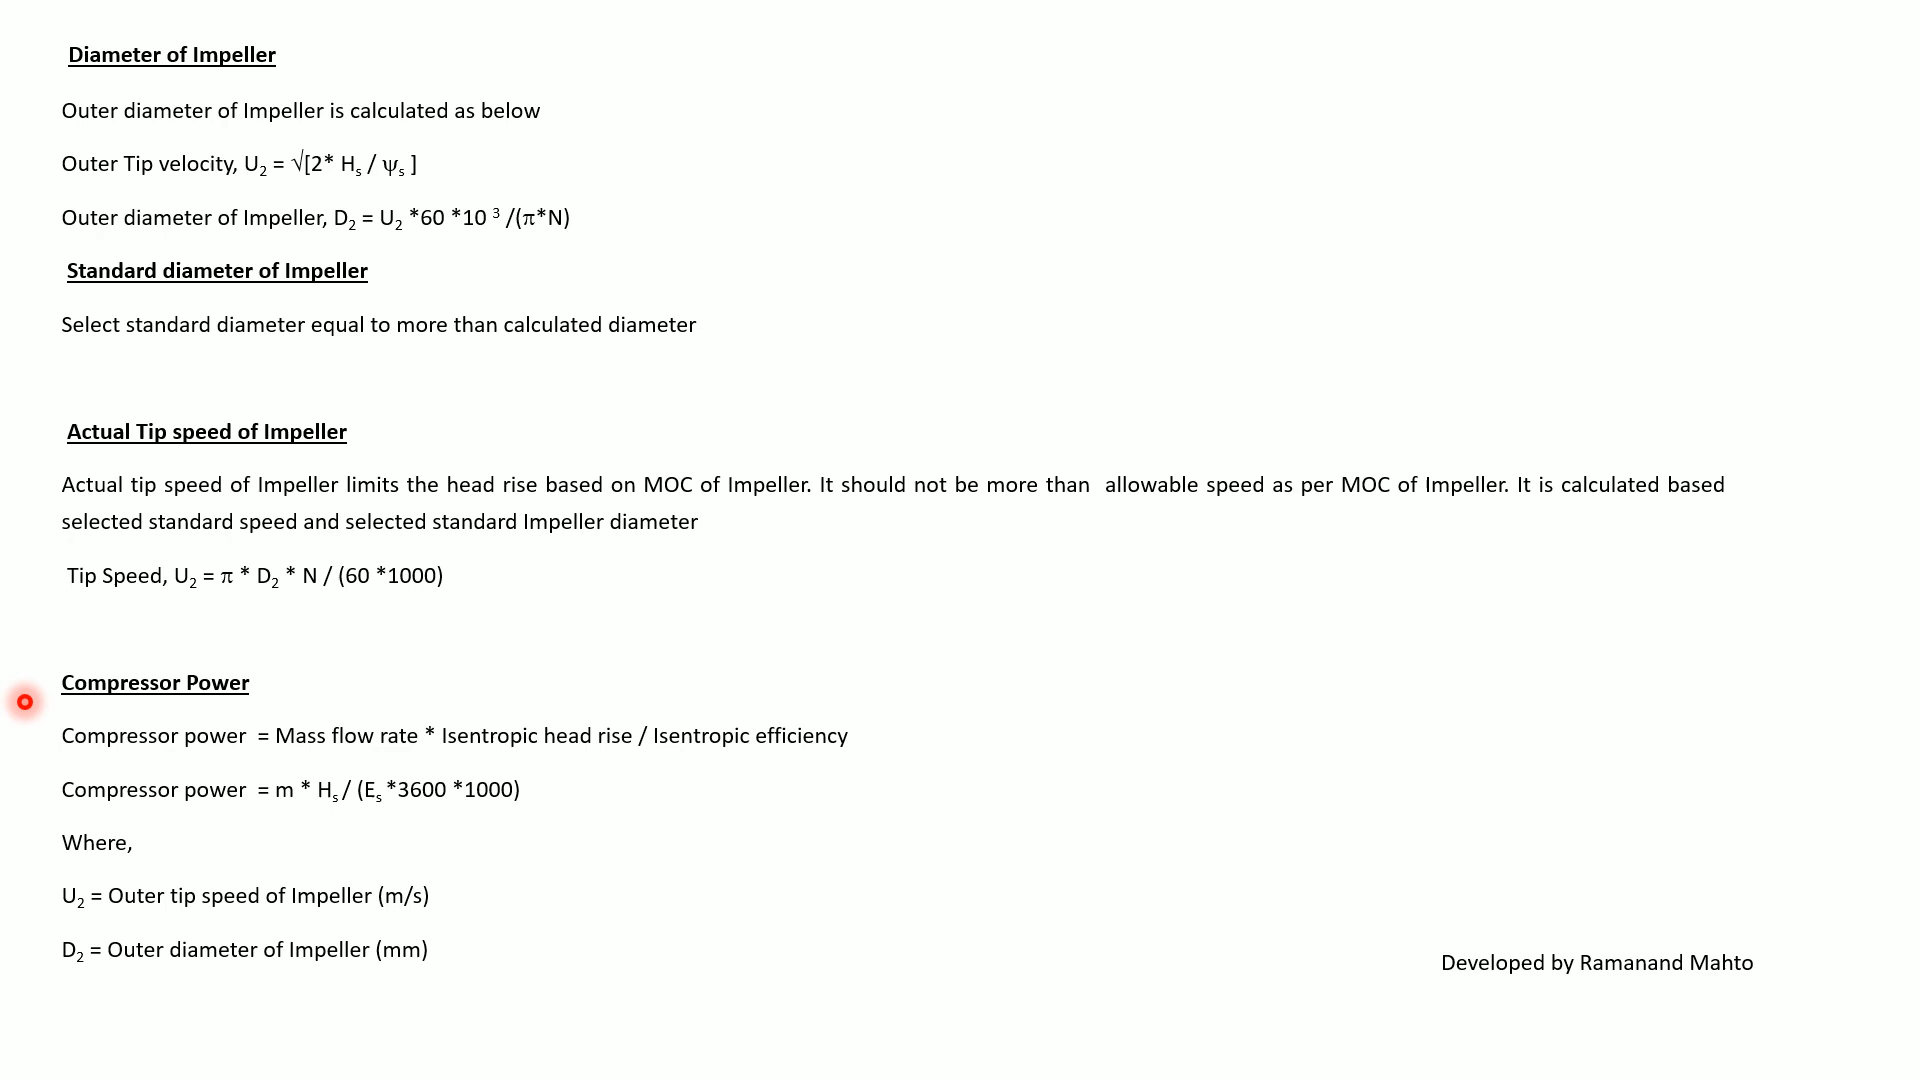 Diameter of Impeller
Outer diameter of Impeller is calculated as below
Outer Tip velocity, U₂ = √[2* Hₛ / ψₛ ]
Outer diameter of Impeller, D₂ = U₂ *60 *10 ³ /(π*N)
Standard diameter of Impeller
Select standard diameter equal to more than calculated diameter
Actual Tip speed of Impeller
Actual tip speed of Impeller limits the head rise based on MOC of Impeller. It should not be more than allowable speed as per MOC of Impeller. It is calculated based
selected standard speed and selected standard Impeller diameter
Tip Speed, U₂ = π * D₂ * N / (60 *1000)
Compressor Power
Compressor power = Mass flow rate * Isentropic head rise / Isentropic efficiency
Compressor power = m * Hₛ / (Eₛ *3600 *1000)
Where,
U₂ = Outer tip speed of Impeller (m/s)
D₂ = Outer diameter of Impeller (mm)
Developed by Ramanand Mahto